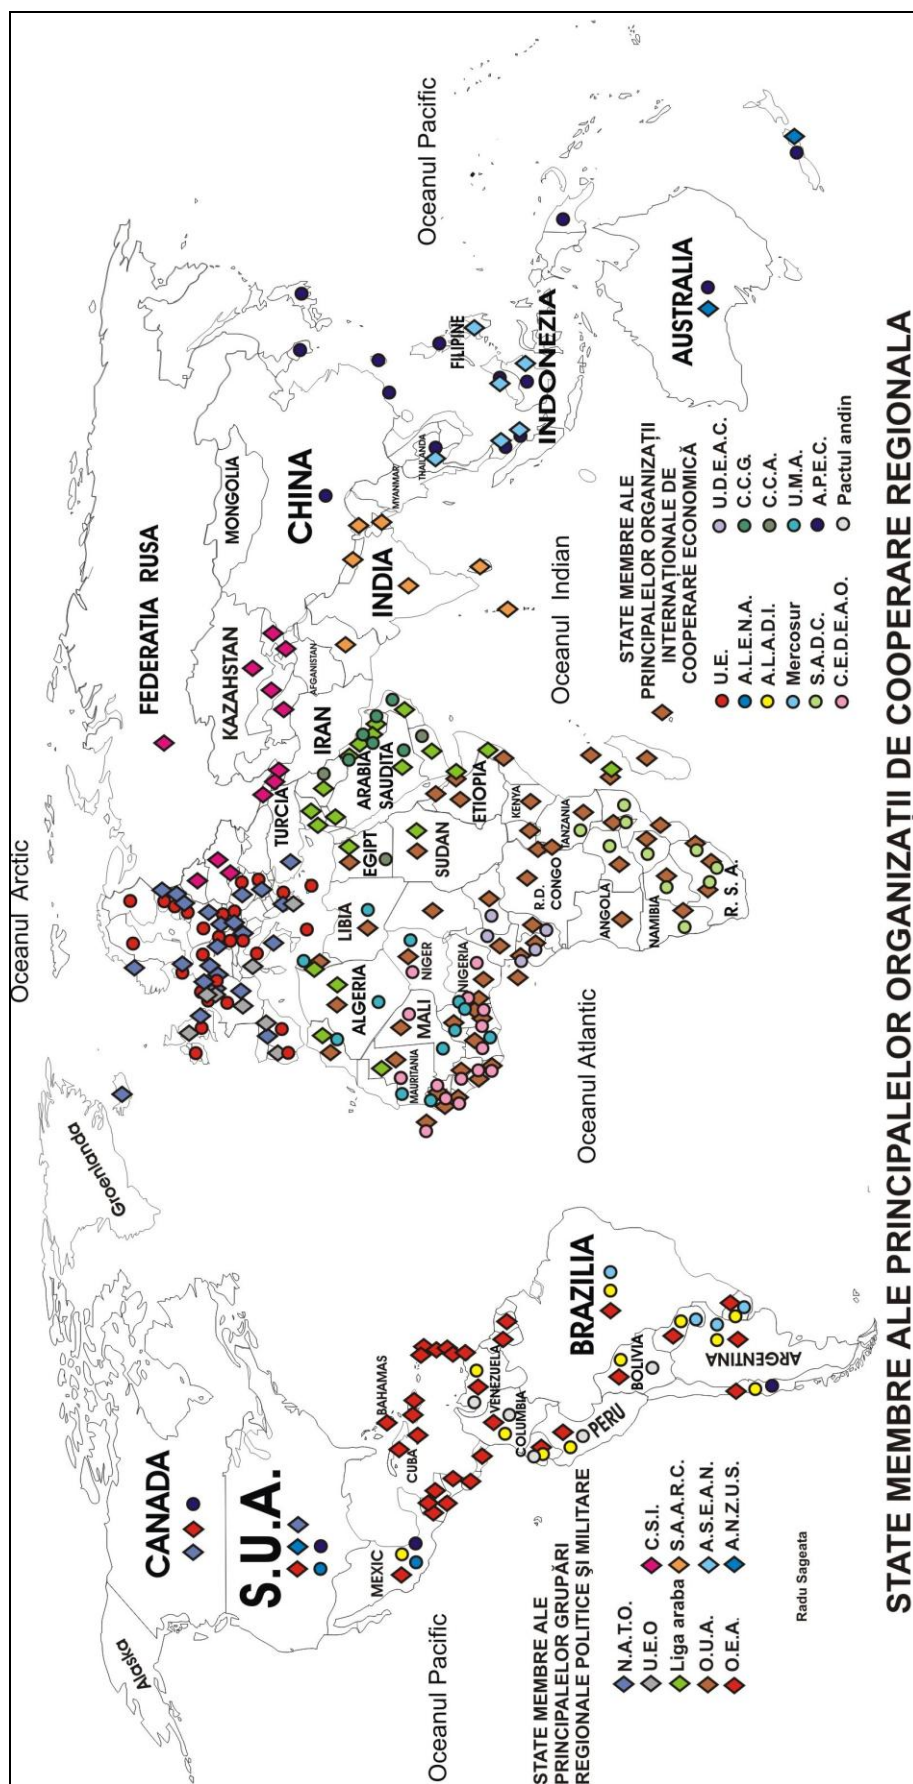 Oceanul Arctic
Groenlanda
Alaska
CANADA
S.U.A.
MEXIC
BAHAMAS
CUBA
VENEZUELA
COLUMBIA
PERU
BRAZILIA
BOLIVIA
ARGENTINA
Oceanul Pacific
Oceanul Atlantic
FEDERATIA RUSA
KAZAHSTAN
MONGOLIA
CHINA
TURCIA
IRAN
AFGANISTAN
INDIA
MYANMAR
THAILANDA
FILIPINE
INDONEZIA
AUSTRALIA
ARABIA
SAUDITA
EGIPT
LIBIA
ALGERIA
MAURITANIA
MALI
NIGER
NIGERIA
SUDAN
ETIOPIA
KENYA
TANZANIA
R.D.
CONGO
ANGOLA
NAMIBIA
R. S. A.
Oceanul Indian
Oceanul Pacific
STATE MEMBRE ALE
PRINCIPALELOR GRUPĂRI
REGIONALE POLITICE ŞI MILITARE
N.A.T.O.
U.E.O
Liga araba
O.U.A.
O.E.A.
C.S.I.
S.A.A.R.C.
A.S.E.A.N.
A.N.Z.U.S.
STATE MEMBRE ALE
PRINCIPALELOR ORGANIZAŢII
INTERNATIONALE DE
COOPERARE ECONOMICĂ
U.E.
A.L.E.N.A.
A.L.A.D.I.
Mercosur
S.A.D.C.
C.E.D.E.A.O.
U.D.E.A.C.
C.C.G.
C.C.A.
U.M.A.
A.P.E.C.
Pactul andin
Radu Sageata
STATE MEMBRE ALE PRINCIPALELOR ORGANIZATII DE COOPERARE REGIONALA